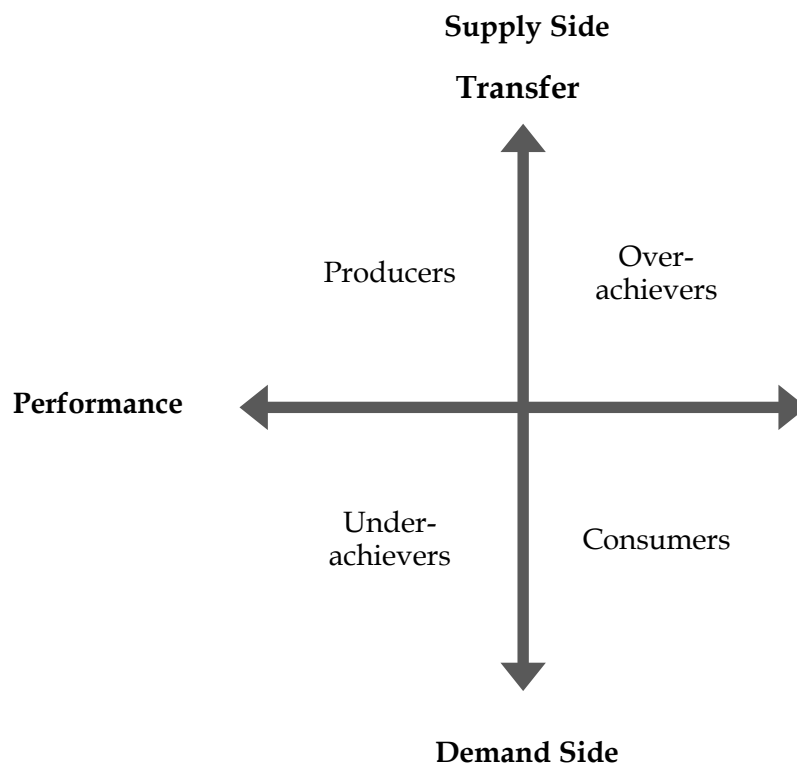 Supply Side
Transfer
Producers
Over-
achievers
Performance
Under-
achievers
Consumers
Demand Side